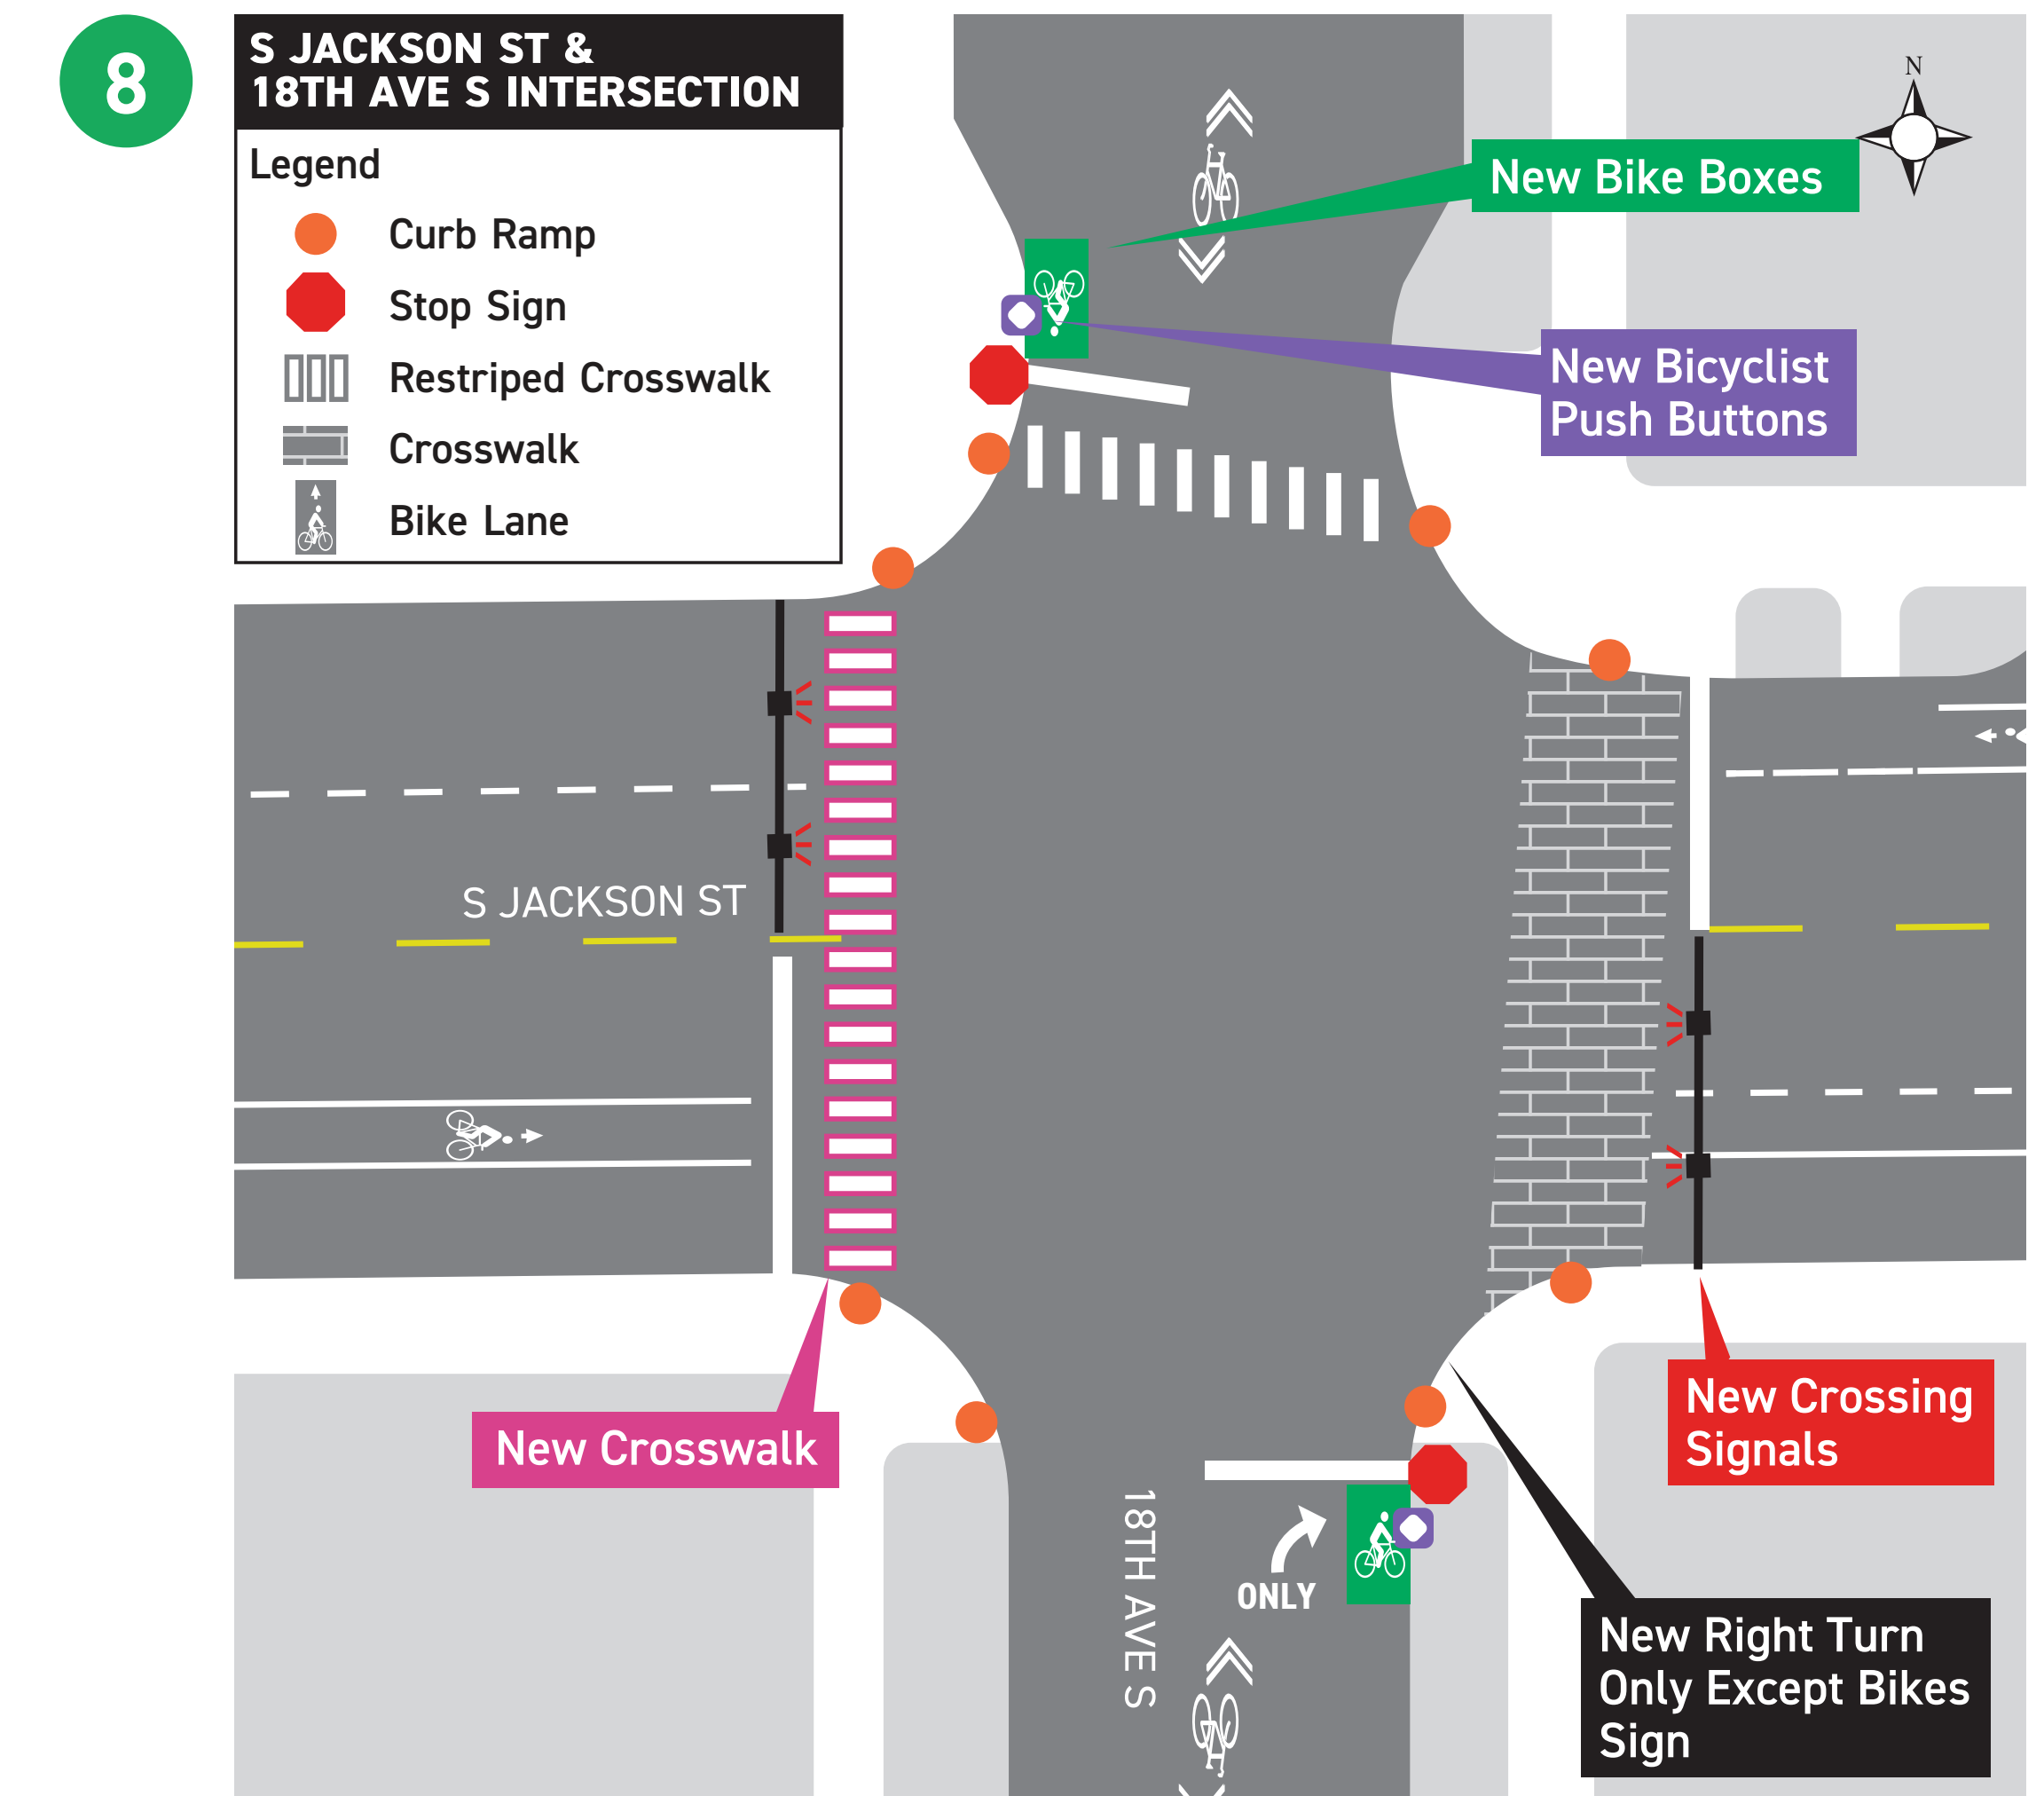 8
S JACKSON ST &
18TH AVE S INTERSECTION
Legend
Curb Ramp
Stop Sign
Restriped Crosswalk
Crosswalk
Bike Lane
N
New Bike Boxes
New Bicyclist
Push Buttons
S JACKSON ST
New Crosswalk
New Crossing
Signals
18TH AVE S
ONLY
New Right Turn
Only Except Bikes
Sign